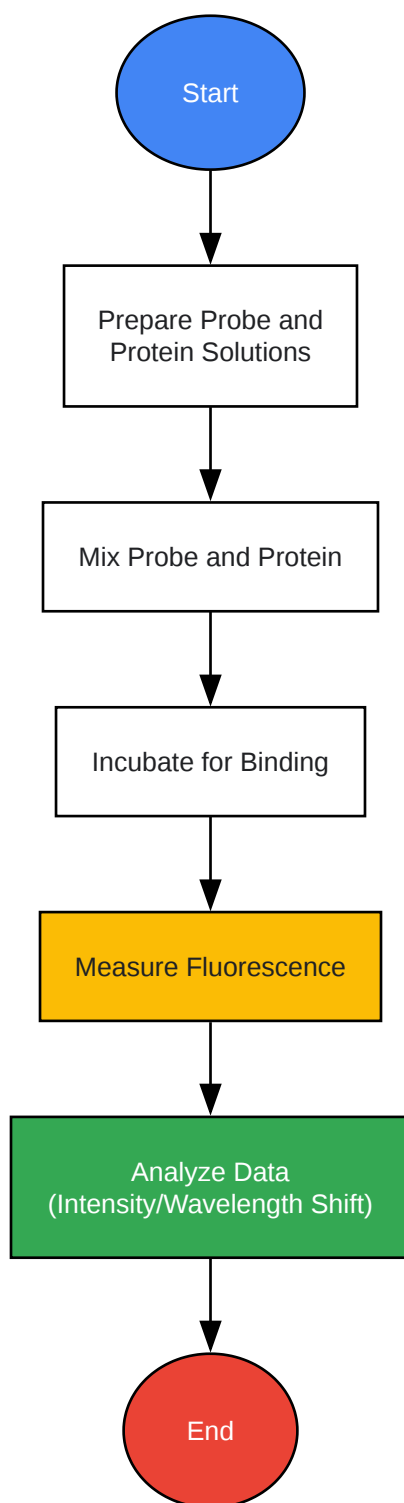 Start
Prepare Probe and
Protein Solutions
Mix Probe and Protein
Incubate for Binding
Measure Fluorescence
Analyze Data
(Intensity/Wavelength Shift)
End